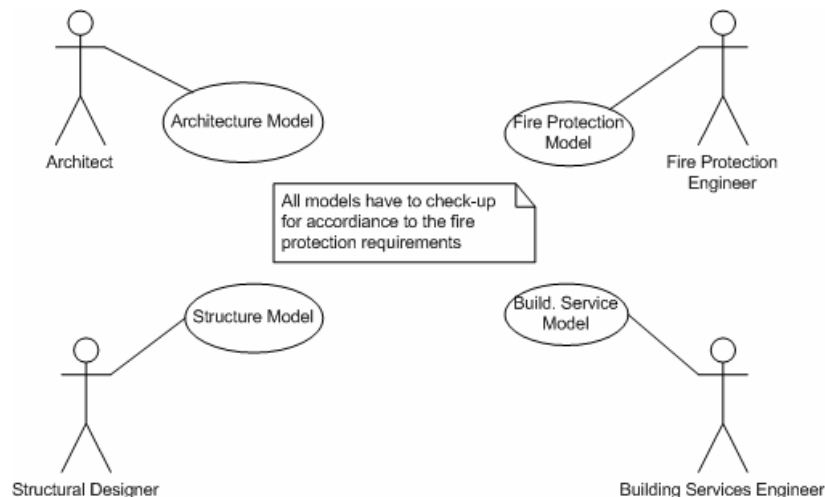 Architecture Model
Architect
Fire Protection
Model
Fire Protection
Engineer
All models have to check-up
for accordiance to the fire
protection requirements
Structure Model
Structural Designer
Build. Service
Model
Building Services Engineer